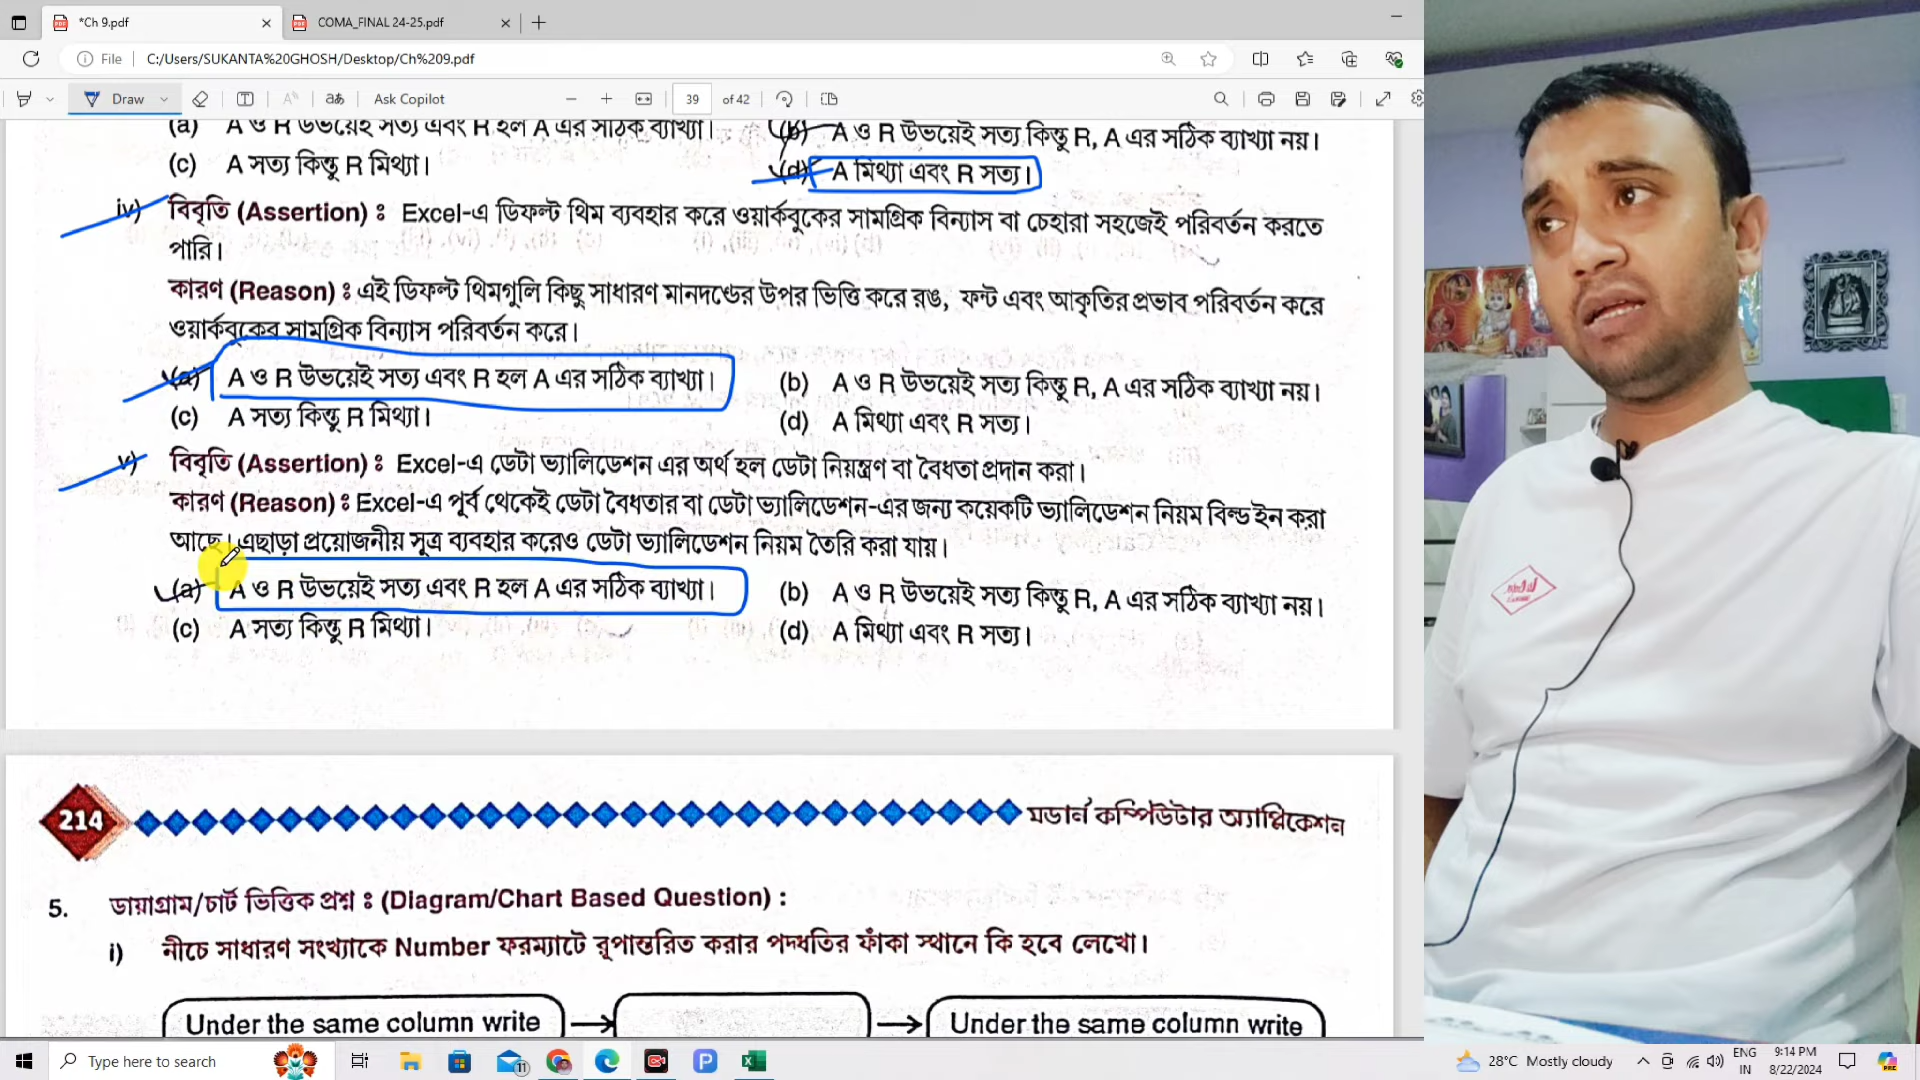 *Ch 9.pdf
COMA_FINAL 24-25.pdf
File C:/Users/SUKANTA%20GHOSH/Desktop/Ch%209.pdf
Draw
Ask Copilot
39 of 42
(a) A ও R উভয়েই সত্য এবং R হল A এর সঠিক ব্যাখ্যা।
(b) A ও R উভয়েই সত্য কিন্তু R, A এর সঠিক ব্যাখ্যা নয়।
(c) A সত্য কিন্তু R মিথ্যা।
(d) A মিথ্যা এবং R সত্য।
iv) বিবৃতি (Assertion) : Excel-এ ডিফল্ট থিম ব্যবহার করে ওয়ার্কবুকের সামগ্রিক বিন্যাস বা চেহারা সহজেই পরিবর্তন করতে
পারি।
কারণ (Reason) : এই ডিফল্ট থিমগুলি কিছু সাধারণ মানদণ্ডের উপর ভিত্তি করে রঙ, ফন্ট এবং আকৃতির প্রভাব পরিবর্তন করে
ওয়ার্কবুকের সামগ্রিক বিন্যাস পরিবর্তন করে।
(a) A ও R উভয়েই সত্য এবং R হল A এর সঠিক ব্যাখ্যা।
(b) A ও R উভয়েই সত্য কিন্তু R, A এর সঠিক ব্যাখ্যা নয়।
(c) A সত্য কিন্তু R মিথ্যা।
(d) A মিথ্যা এবং R সত্য।
v) বিবৃতি (Assertion) : Excel-এ ডেটা ভ্যালিডেশন এর অর্থ হল ডেটা নিয়ন্ত্রণ বা বৈধতা প্রদান করা।
কারণ (Reason) : Excel-এ পূর্ব থেকেই ডেটা বৈধতার বা ডেটা ভ্যালিডেশন-এর জন্য কয়েকটি ভ্যালিডেশন নিয়ম বিল্ড ইন করা
আছে। এছাড়া প্রয়োজনীয় সূত্র ব্যবহার করেও ডেটা ভ্যালিডেশন নিয়ম তৈরি করা যায়।
(a) A ও R উভয়েই সত্য এবং R হল A এর সঠিক ব্যাখ্যা।
(b) A ও R উভয়েই সত্য কিন্তু R, A এর সঠিক ব্যাখ্যা নয়।
(c) A সত্য কিন্তু R মিথ্যা।
(d) A মিথ্যা এবং R সত্য।
214
মডার্ন কম্পিউটার অ্যাপ্লিকেশন
5. ডায়াগ্রাম/চার্ট ভিত্তিক প্রশ্ন : (Diagram/Chart Based Question) :
i) নীচে সাধারণ সংখ্যাকে Number ফরম্যাটে রূপান্তরিত করার পদ্ধতির ফাঁকা স্থানে কি হবে লেখো।
Under the same column write
Under the same column write
Type here to search
11
28°C Mostly cloudy
ENG
IN
9:14 PM
8/22/2024